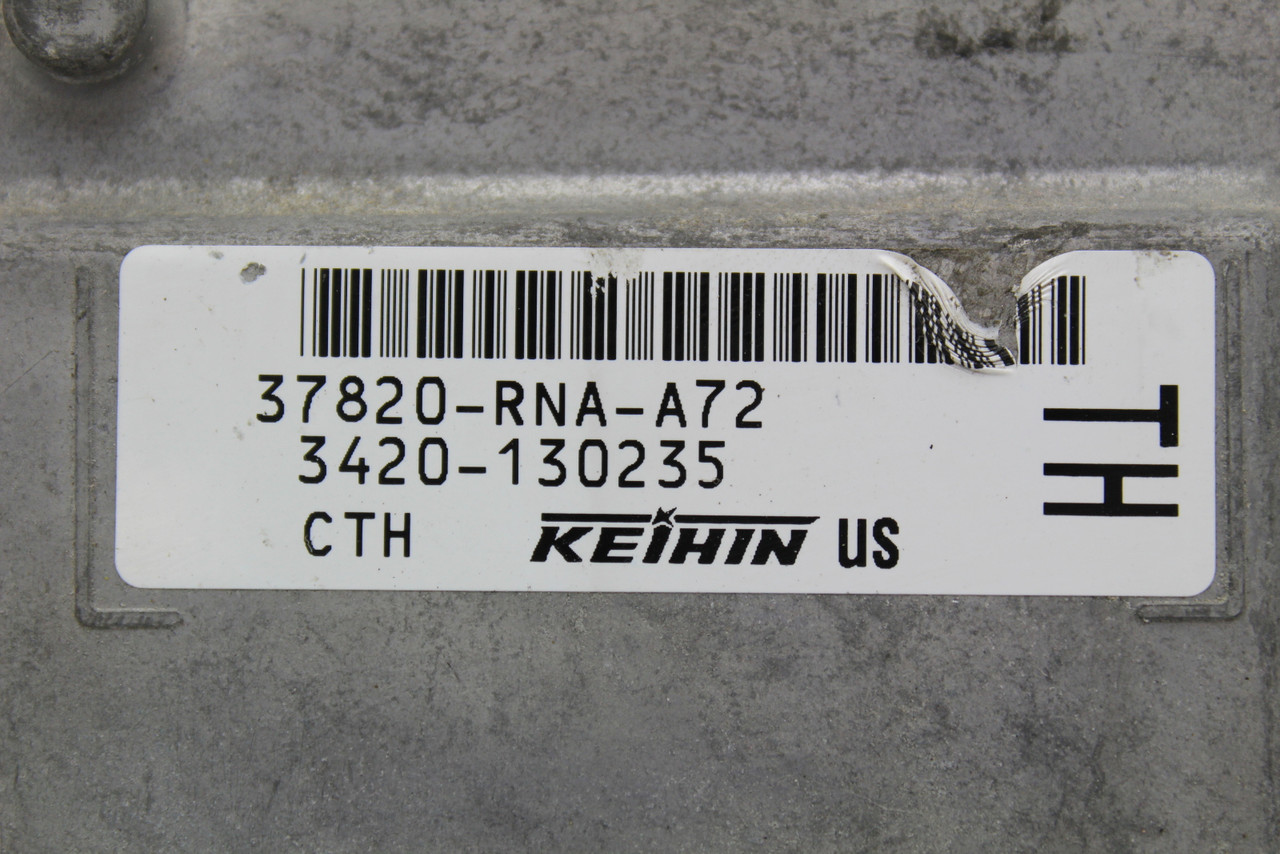 37820-RNA-A72
3420-130235
CTH KEIHIN US
TH